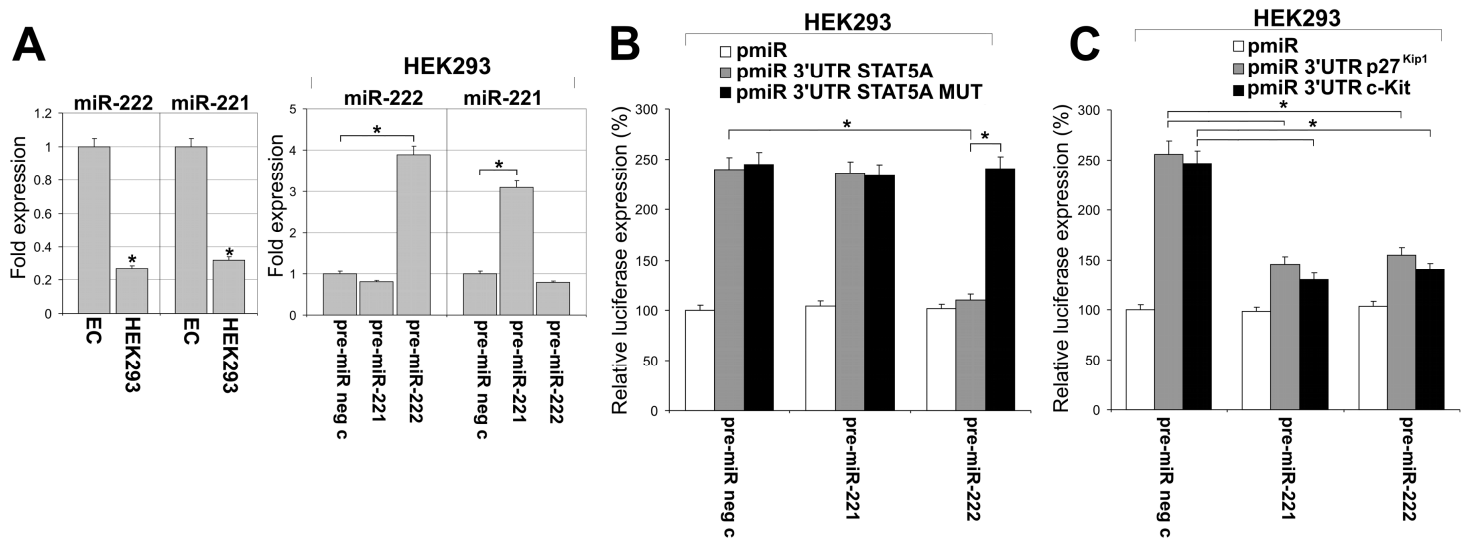 A
miR-222 miR-221
Fold expression
1.2
1
0.8
0.6
0.4
0.2
0
*
*
EC
HEK293
EC
HEK293
HEK293
miR-222 miR-221
Fold expression
5
4
3
2
1
0
*
*
pre-miR neg c
pre-miR-221
pre-miR-222
pre-miR neg c
pre-miR-221
pre-miR-222
B
HEK293
pmiR
pmiR 3'UTR STAT5A
pmiR 3'UTR STAT5A MUT
Relative luciferase expression (%)
300
250
200
150
100
50
0
*
*
pre-miR neg c
pre-miR-221
pre-miR-222
C
HEK293
pmiR
pmiR 3'UTR p27Kip1
pmiR 3'UTR c-Kit
Relative luciferase expression (%)
300
250
200
150
100
50
0
*
*
pre-miR neg c
pre-miR-221
pre-miR-222